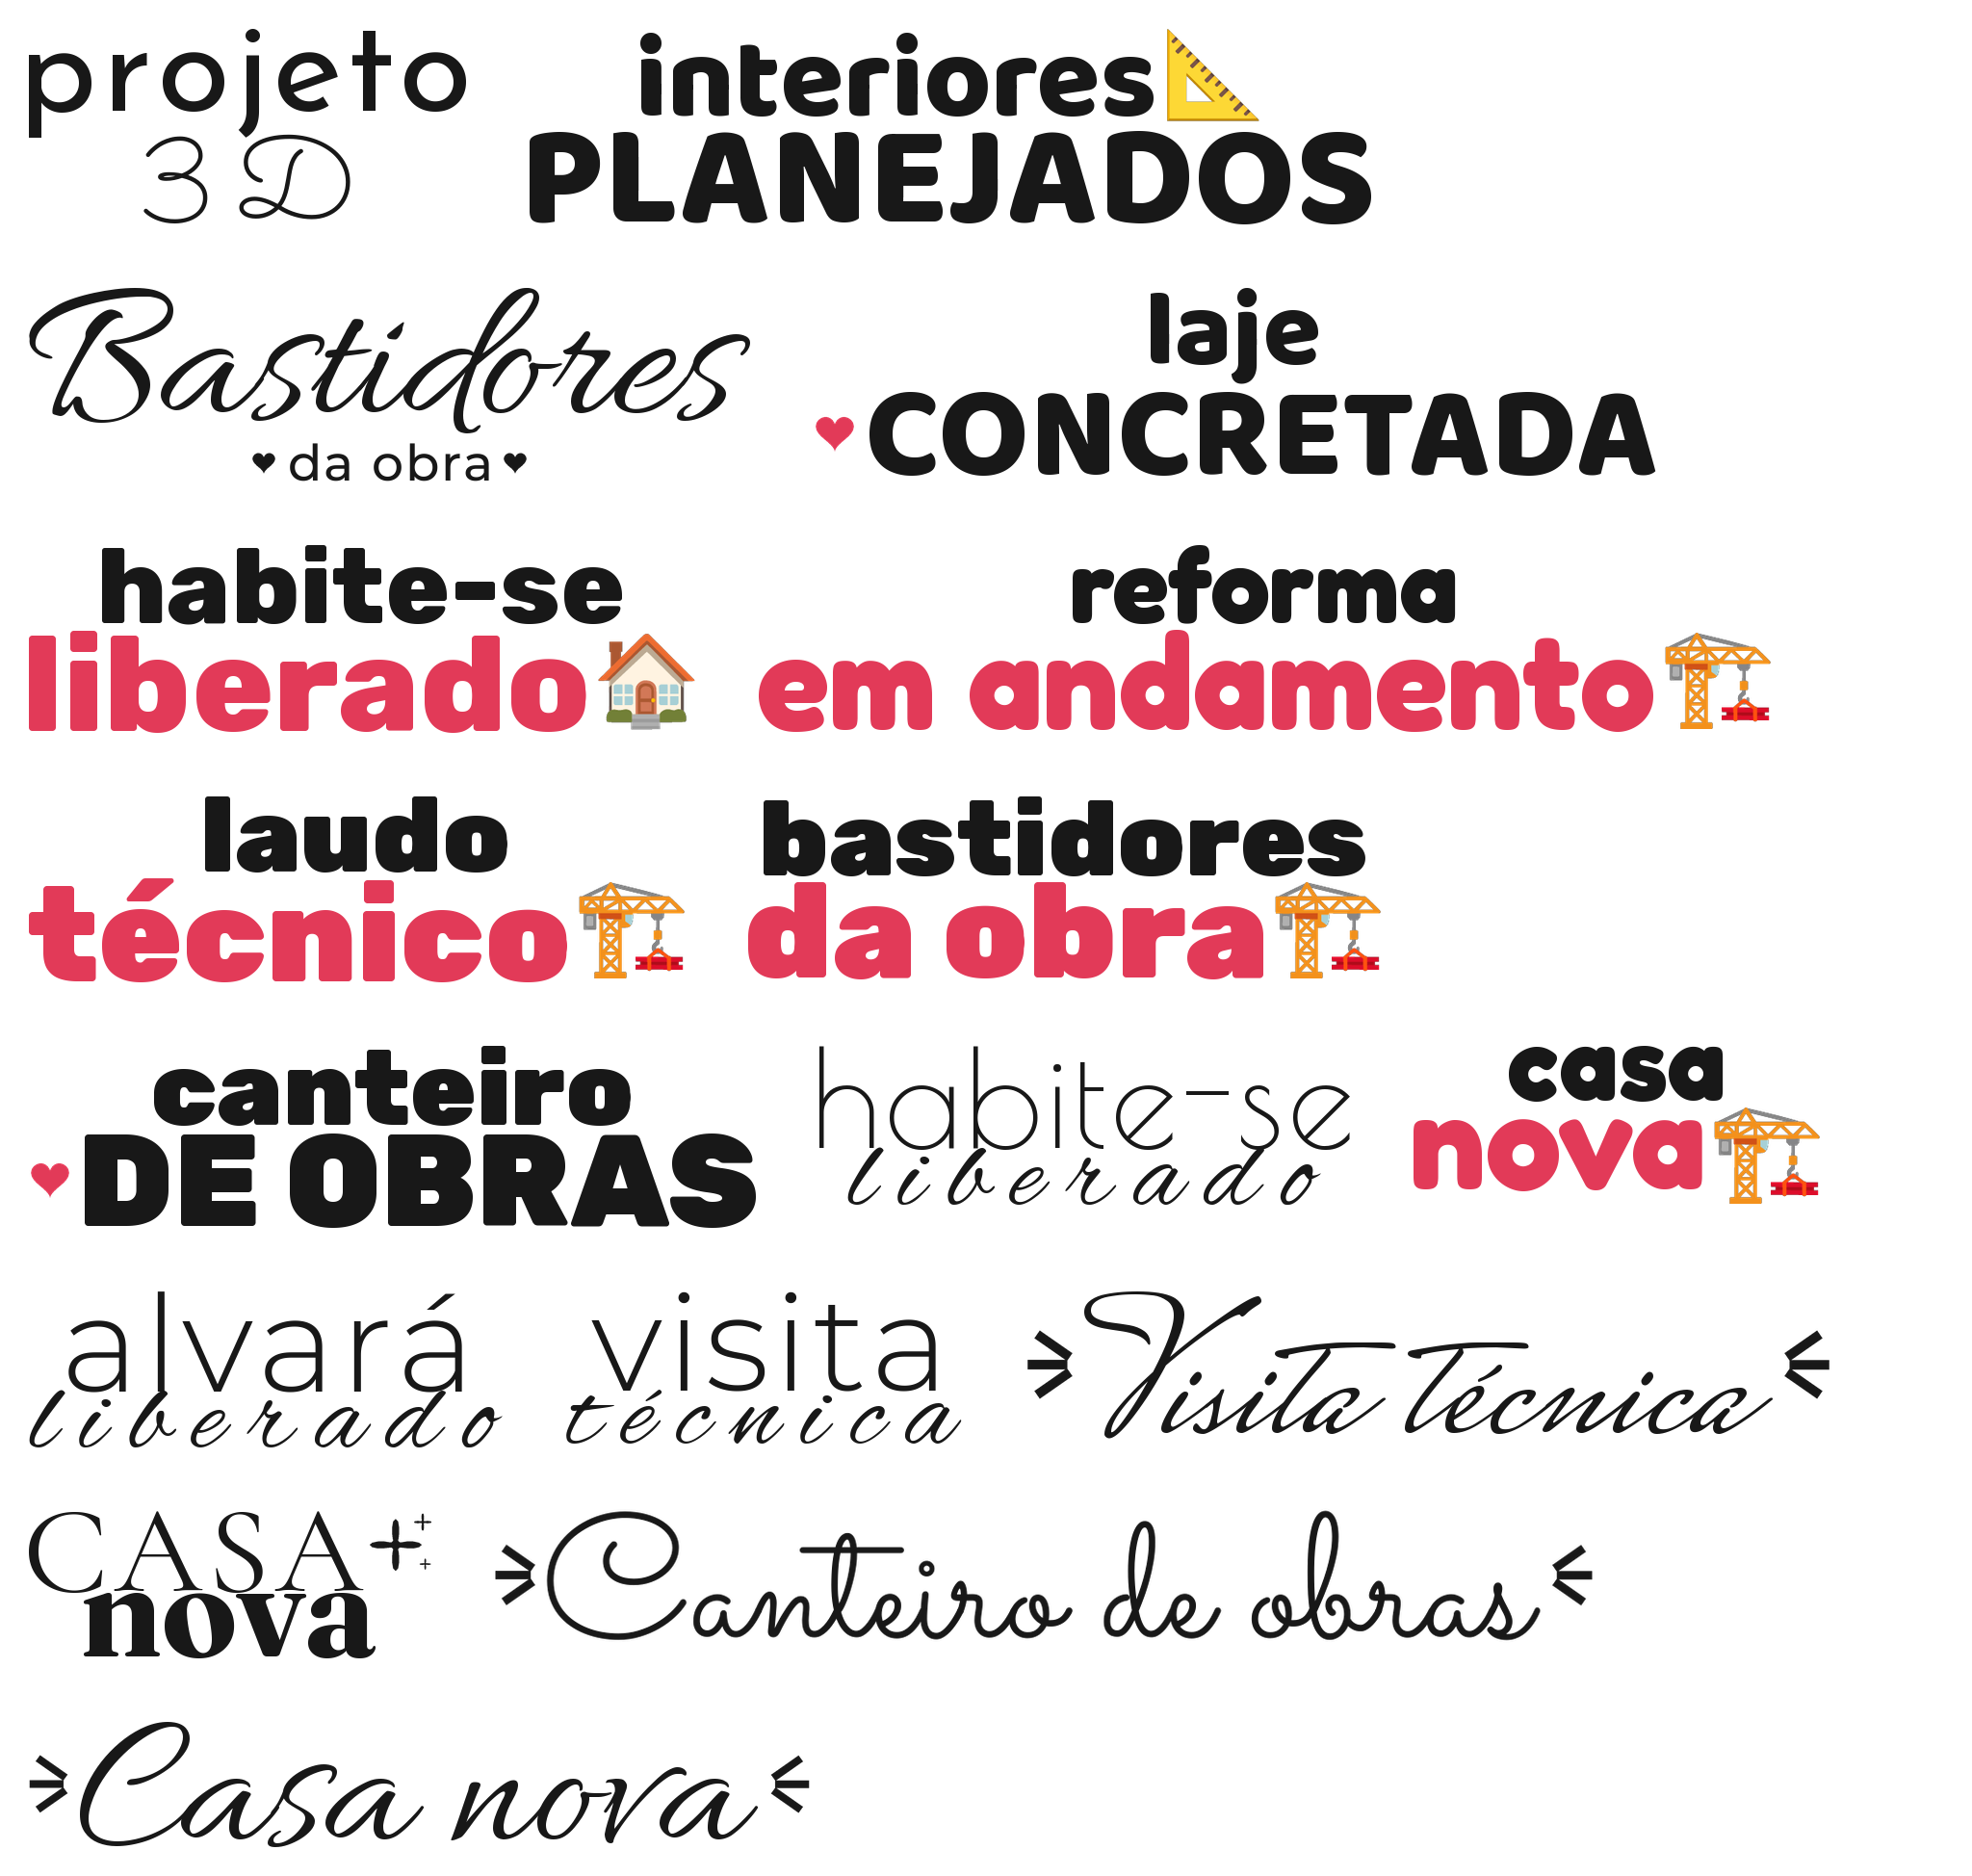 projeto
3D
interiores
PLANEJADOS
Bastidores
da obra
laje
CONCRETADA
habite-se
liberado
reforma
em andamento
laudo
técnico
bastidores
da obra
canteiro
DE OBRAS
habite-se
liberado
casa
nova
alvará
liberado
visita
técnica
Visita Técnica
CASA
nova
Canteiro de obras
Casa nova